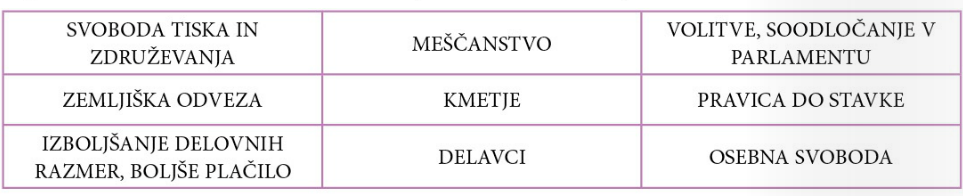 SVOBODA TISKA IN
ZDRUŽEVANJA
MEŠČANSTVO
VOLITVE, SOODLOČANJE V
PARLAMENTU
ZEMLJIŠKA ODVEZA
KMETJE
PRAVICA DO STAVKE
IZBOLJŠANJE DELOVNIH
RAZMER, BOLJŠE PLAČILO
DELAVCI
OSEBNA SVOBODA